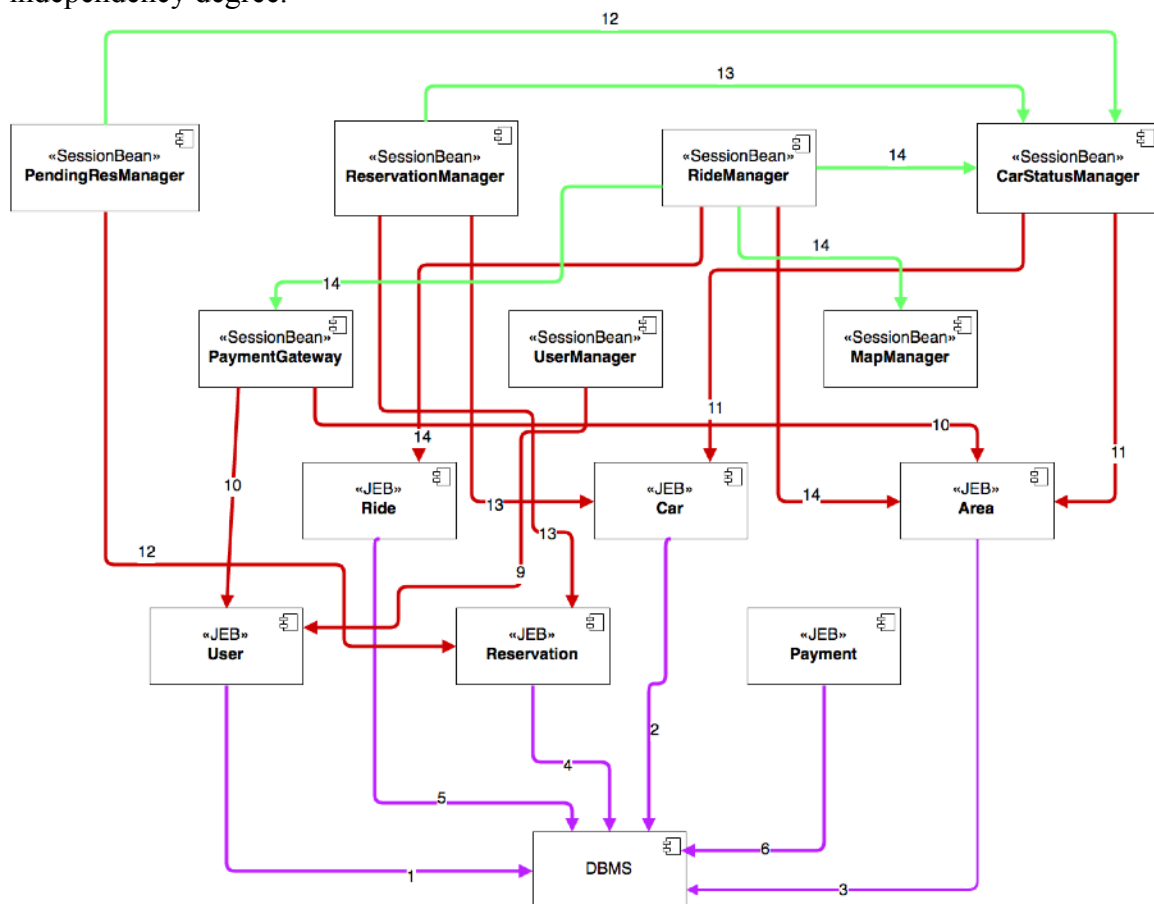 independency degree.
12
13
«SessionBean»
PendingResManager
«SessionBean»
ReservationManager
«SessionBean»
RideManager
14
«SessionBean»
CarStatusManager
14
14
«SessionBean»
PaymentGateway
«SessionBean»
UserManager
«SessionBean»
MapManager
11
10
14
11
10
«JEB»
Ride
13
«JEB»
Car
14
«JEB»
Area
13
12
9
«JEB»
User
«JEB»
Reservation
«JEB»
Payment
2
4
5
6
1
DBMS
3